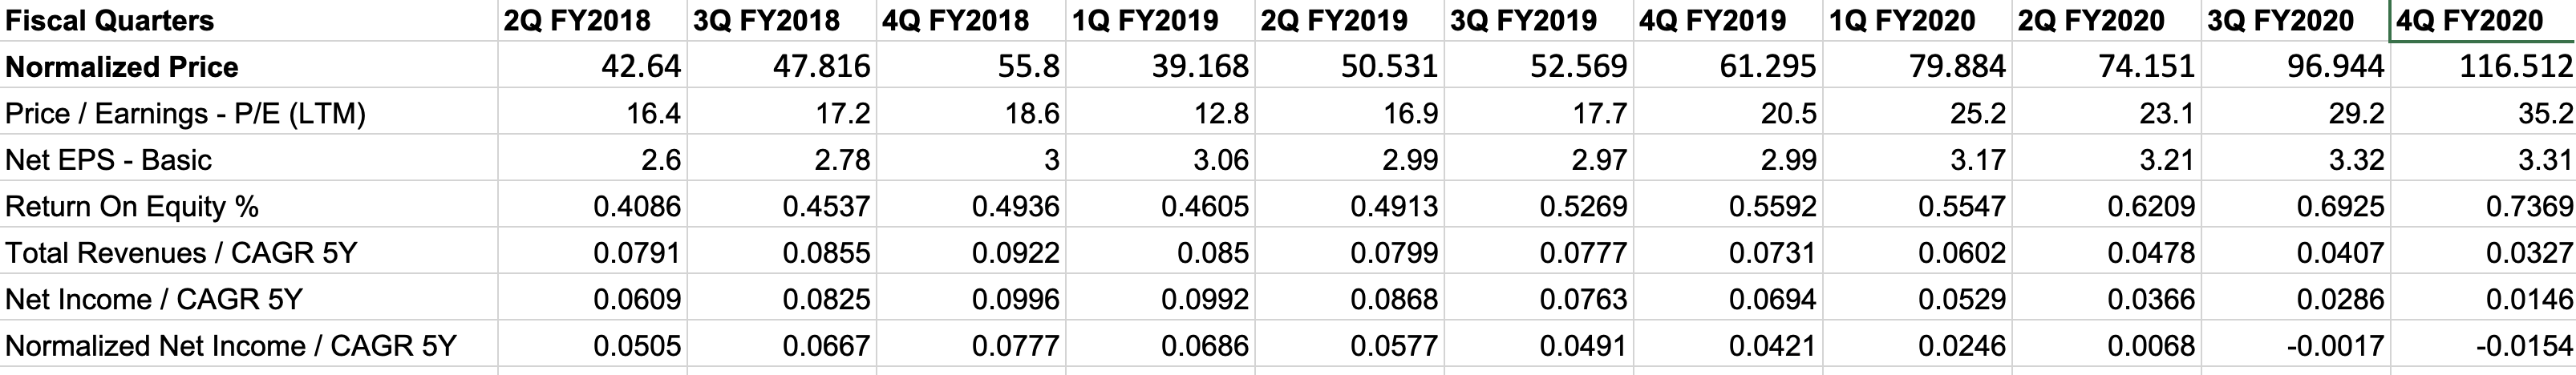 Fiscal Quarters 2Q FY2018 3Q FY2018 4Q FY2018 1Q FY2019 2Q FY2019 3Q FY2019 4Q FY2019 1Q FY2020 2Q FY2020 3Q FY2020 4Q FY2020
Normalized Price 42.64 47.816 55.8 39.168 50.531 52.569 61.295 79.884 74.151 96.944 116.512
Price / Earnings - P/E (LTM) 16.4 17.2 18.6 12.8 16.9 17.7 20.5 25.2 23.1 29.2 35.2
Net EPS - Basic 2.6 2.78 3 3.06 2.99 2.97 2.99 3.17 3.21 3.32 3.31
Return On Equity % 0.4086 0.4537 0.4936 0.4605 0.4913 0.5269 0.5592 0.5547 0.6209 0.6925 0.7369
Total Revenues / CAGR 5Y 0.0791 0.0855 0.0922 0.085 0.0799 0.0777 0.0731 0.0602 0.0478 0.0407 0.0327
Net Income / CAGR 5Y 0.0609 0.0825 0.0996 0.0992 0.0868 0.0763 0.0694 0.0529 0.0366 0.0286 0.0146
Normalized Net Income / CAGR 5Y 0.0505 0.0667 0.0777 0.0686 0.0577 0.0491 0.0421 0.0246 0.0068 -0.0017 -0.0154